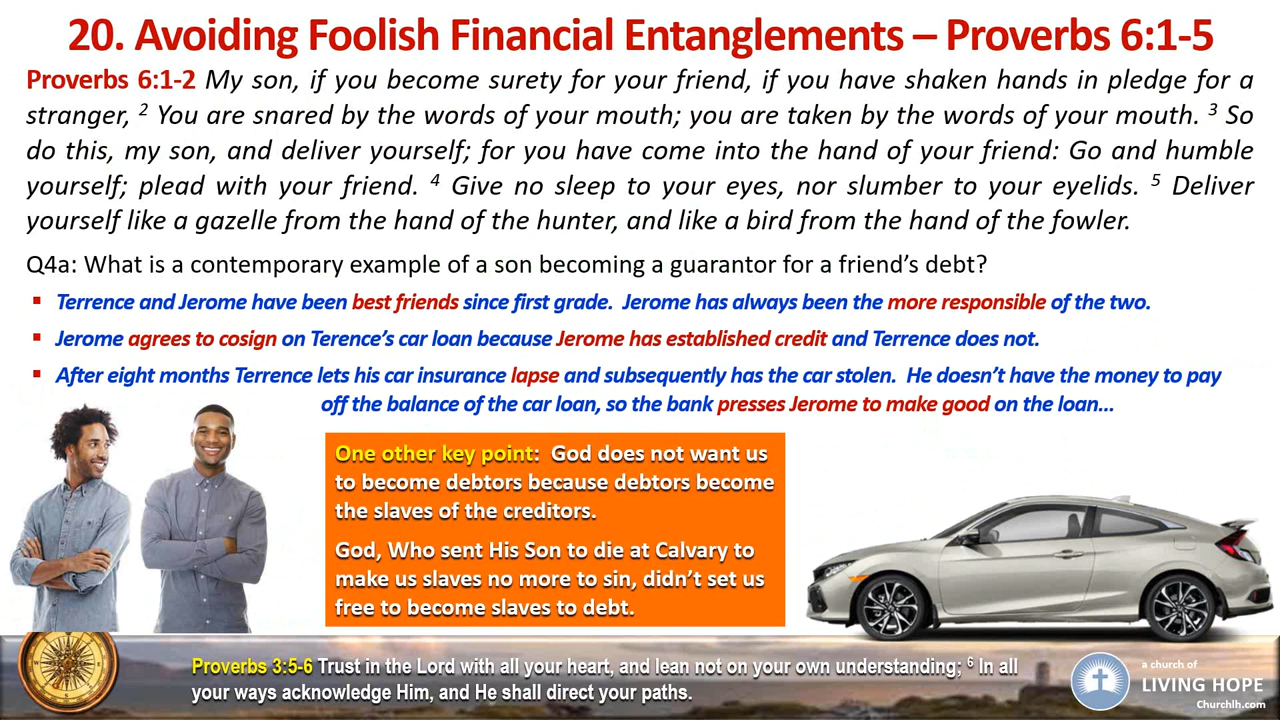 20. Avoiding Foolish Financial Entanglements – Proverbs 6:1-5
Proverbs 6:1-2 My son, if you become surety for your friend, if you have shaken hands in pledge for a
stranger, ² You are snared by the words of your mouth; you are taken by the words of your mouth. ³ So
do this, my son, and deliver yourself; for you have come into the hand of your friend: Go and humble
yourself; plead with your friend. ⁴ Give no sleep to your eyes, nor slumber to your eyelids. ⁵ Deliver
yourself like a gazelle from the hand of the hunter, and like a bird from the hand of the fowler.
Q4a: What is a contemporary example of a son becoming a guarantor for a friend’s debt?
▪ Terrence and Jerome have been best friends since first grade.  Jerome has always been the more responsible of the two.
▪ Jerome agrees to cosign on Terence’s car loan because Jerome has established credit and Terrence does not.
▪ After eight months Terrence lets his car insurance lapse and subsequently has the car stolen.  He doesn’t have the money to pay
off the balance of the car loan, so the bank presses Jerome to make good on the loan…
One other key point:  God does not want us
to become debtors because debtors become
the slaves of the creditors.
God, Who sent His Son to die at Calvary to
make us slaves no more to sin, didn’t set us
free to become slaves to debt.
Proverbs 3:5-6 Trust in the Lord with all your heart, and lean not on your own understanding; ⁶ In all
your ways acknowledge Him, and He shall direct your paths.
a church of
LIVING HOPE
Churchlh.com